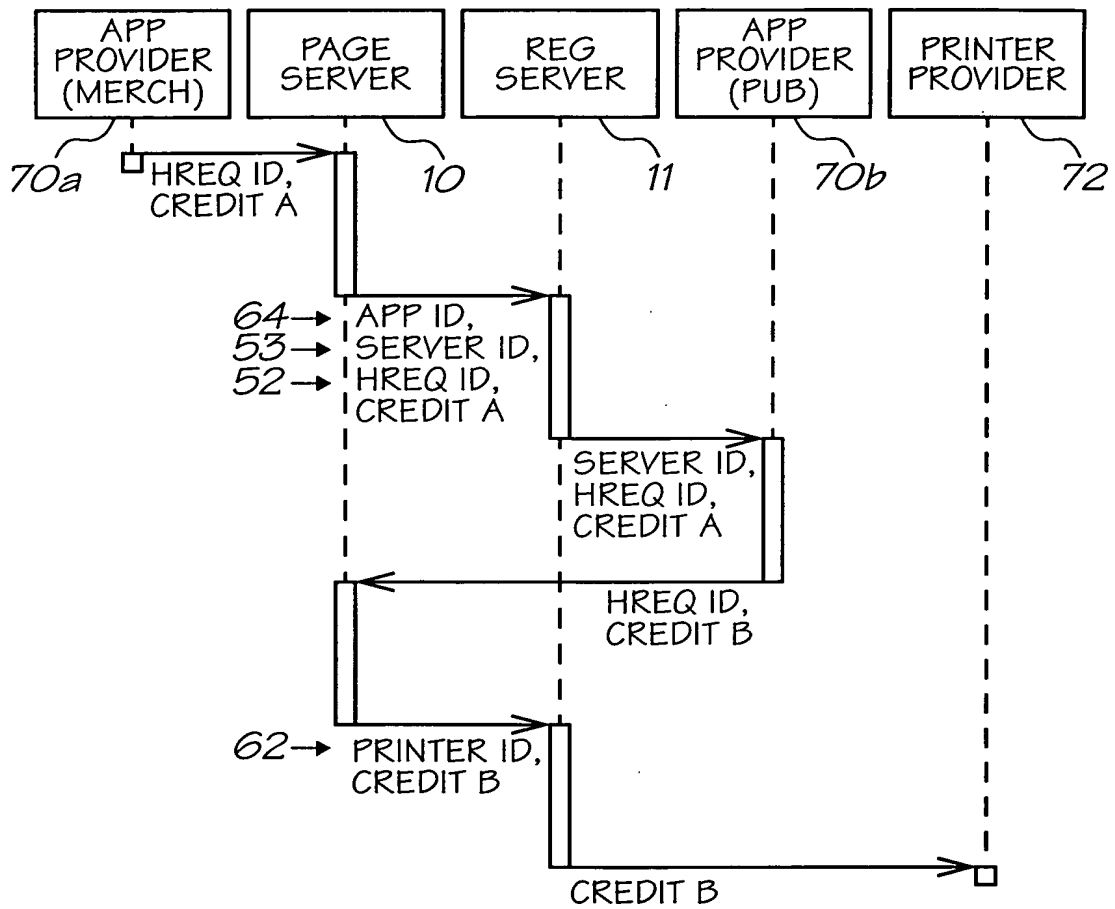 APP
PROVIDER
(MERCH)
PAGE
SERVER
REG
SERVER
APP
PROVIDER
(PUB)
PRINTER
PROVIDER
70a
10
11
70b
72
HREQ ID,
CREDIT A
64
APP ID,
53
SERVER ID,
52
HREQ ID,
CREDIT A
SERVER ID,
HREQ ID,
CREDIT A
HREQ ID,
CREDIT B
62
PRINTER ID,
CREDIT B
CREDIT B